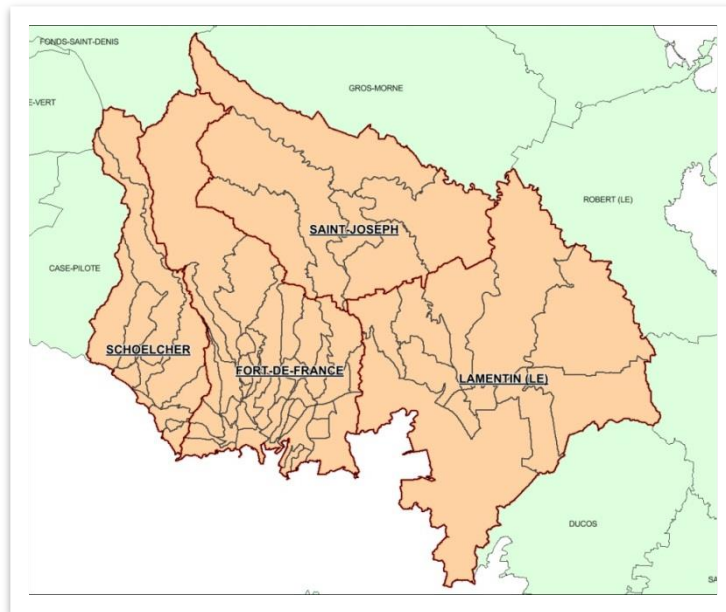 FONDS-SAINT-DENIS
GROS-MORNE
E-VERT
ROBERT (LE)
SAINT-JOSEPH
CASE-PILOTE
SCHOELCHER
FORT-DE-FRANCE
LAMENTIN (LE)
DUCOS
SA